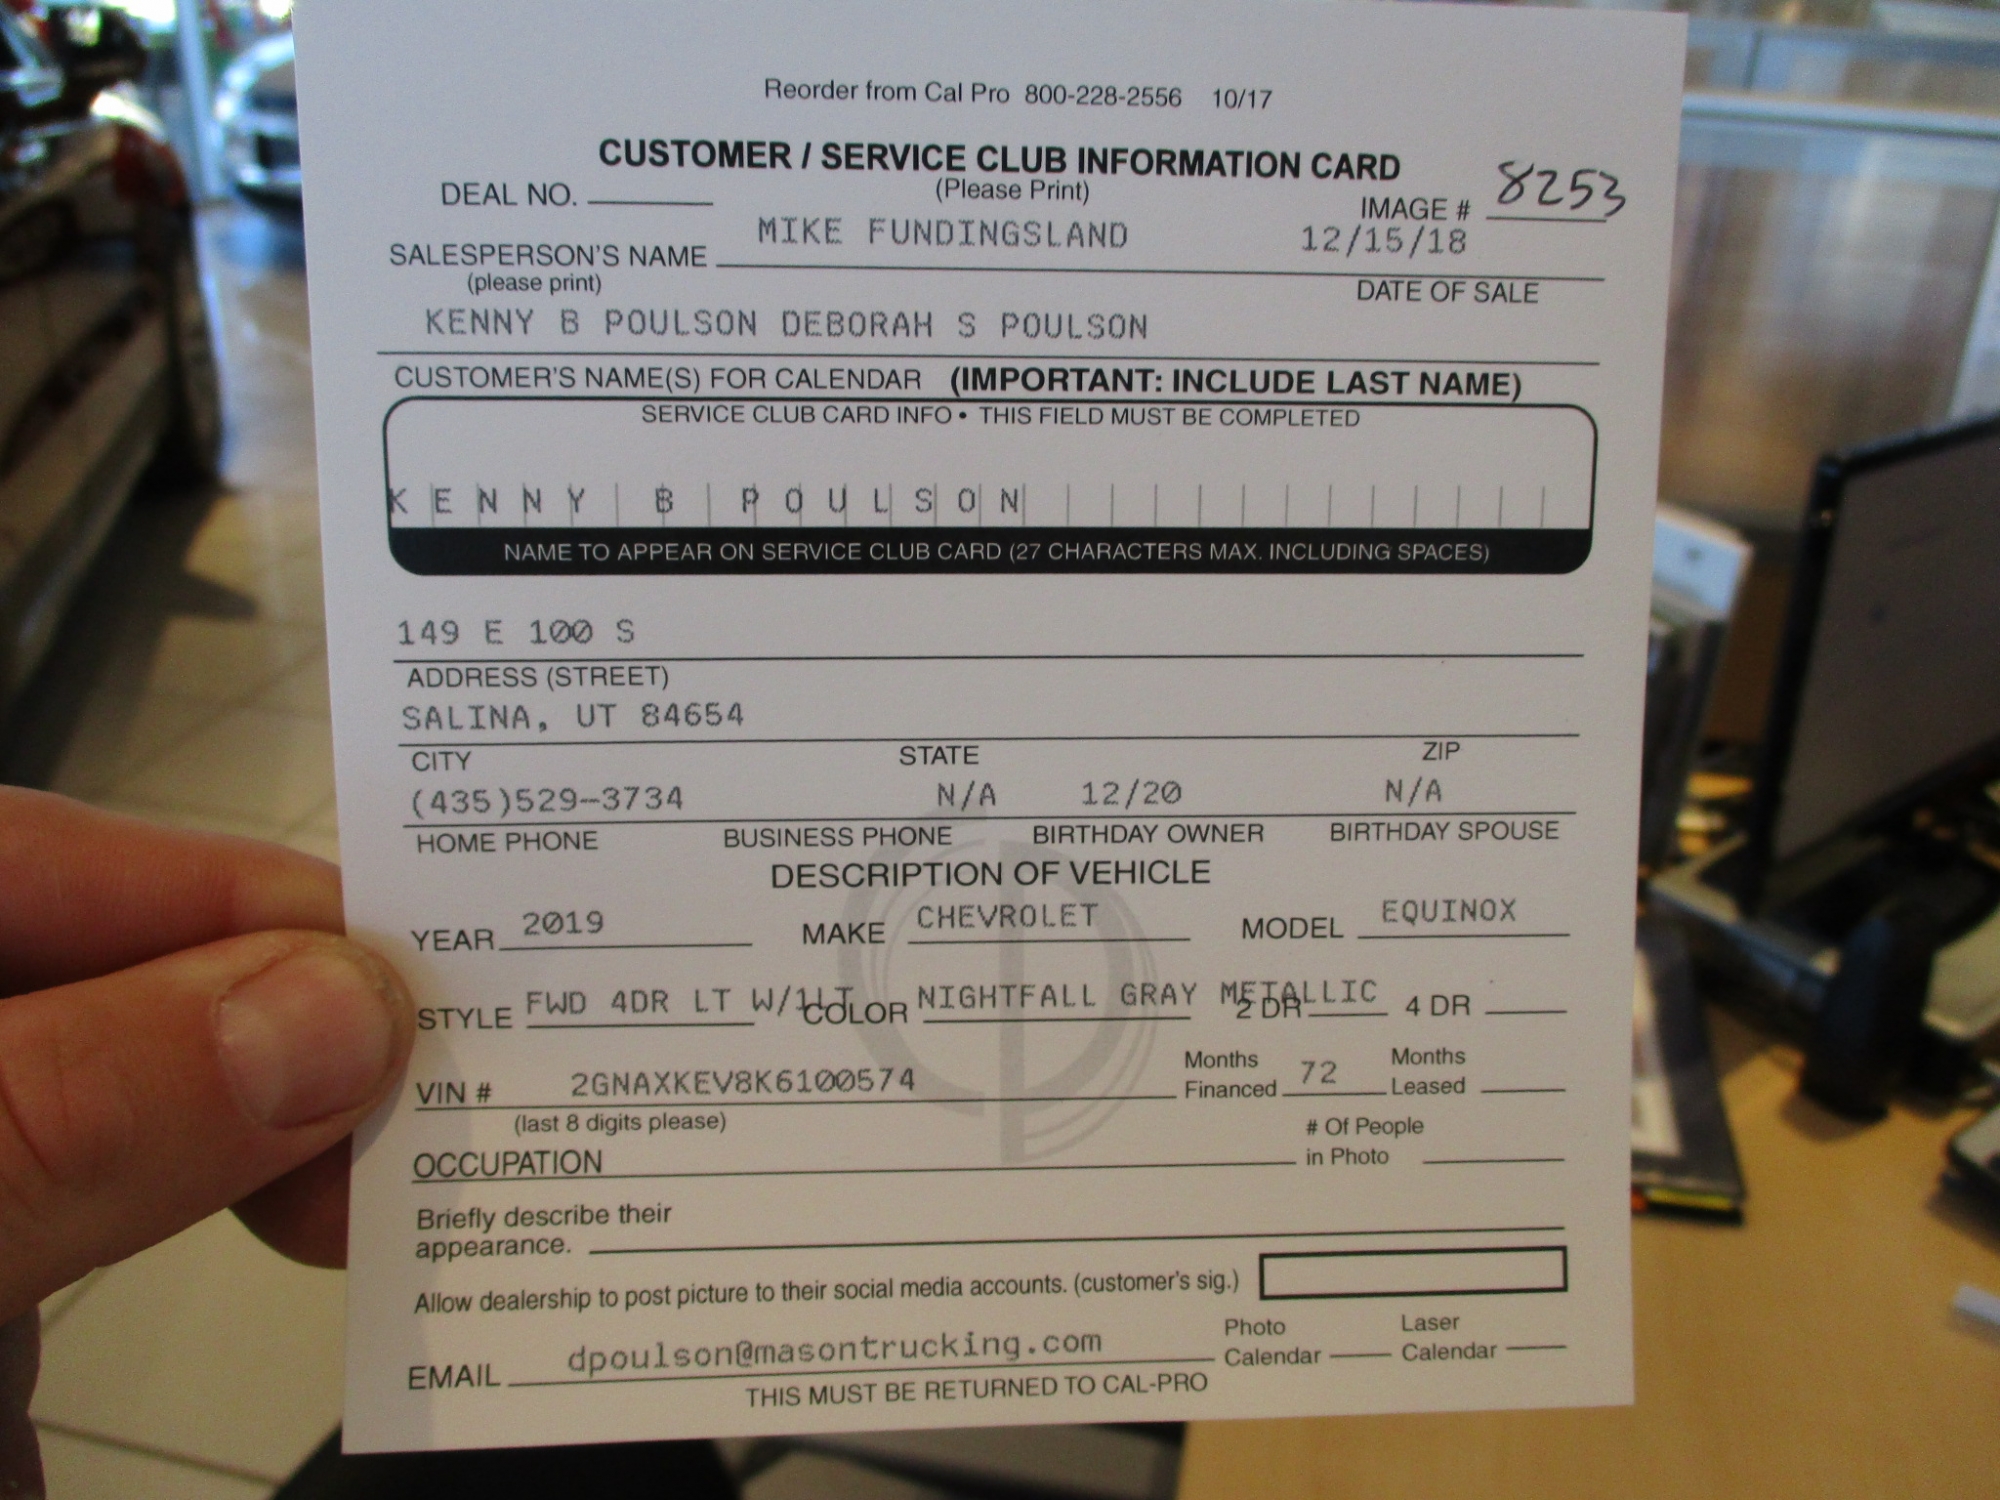 Reorder from Cal Pro 800-228-2556 10/17
CUSTOMER / SERVICE CLUB INFORMATION CARD
(Please Print)
DEAL NO. IMAGE # 8253
SALESPERSON'S NAME MIKE FUNDINGSLAND 12/15/18
(please print) DATE OF SALE
KENNY B POULSON DEBORAH S POULSON
CUSTOMER'S NAME(S) FOR CALENDAR (IMPORTANT: INCLUDE LAST NAME)
SERVICE CLUB CARD INFO • THIS FIELD MUST BE COMPLETED
KENNY B POULSON
NAME TO APPEAR ON SERVICE CLUB CARD (27 CHARACTERS MAX. INCLUDING SPACES)
149 E 100 S
ADDRESS (STREET)
SALINA, UT 84654
CITY STATE ZIP
(435)529-3734 N/A 12/20 N/A
HOME PHONE BUSINESS PHONE BIRTHDAY OWNER BIRTHDAY SPOUSE
DESCRIPTION OF VEHICLE
YEAR 2019 MAKE CHEVROLET MODEL EQUINOX
STYLE FWD 4DR LT W/1LT COLOR NIGHTFALL GRAY METALLIC 2 DR 4 DR
VIN # 2GNAXKEV8K6100574 Months Financed 72 Months Leased
(last 8 digits please)
OCCUPATION # Of People in Photo
Briefly describe their
appearance.
Allow dealership to post picture to their social media accounts. (customer's sig.)
EMAIL dpoulson@masontrucking.com Photo Calendar Laser Calendar
THIS MUST BE RETURNED TO CAL-PRO